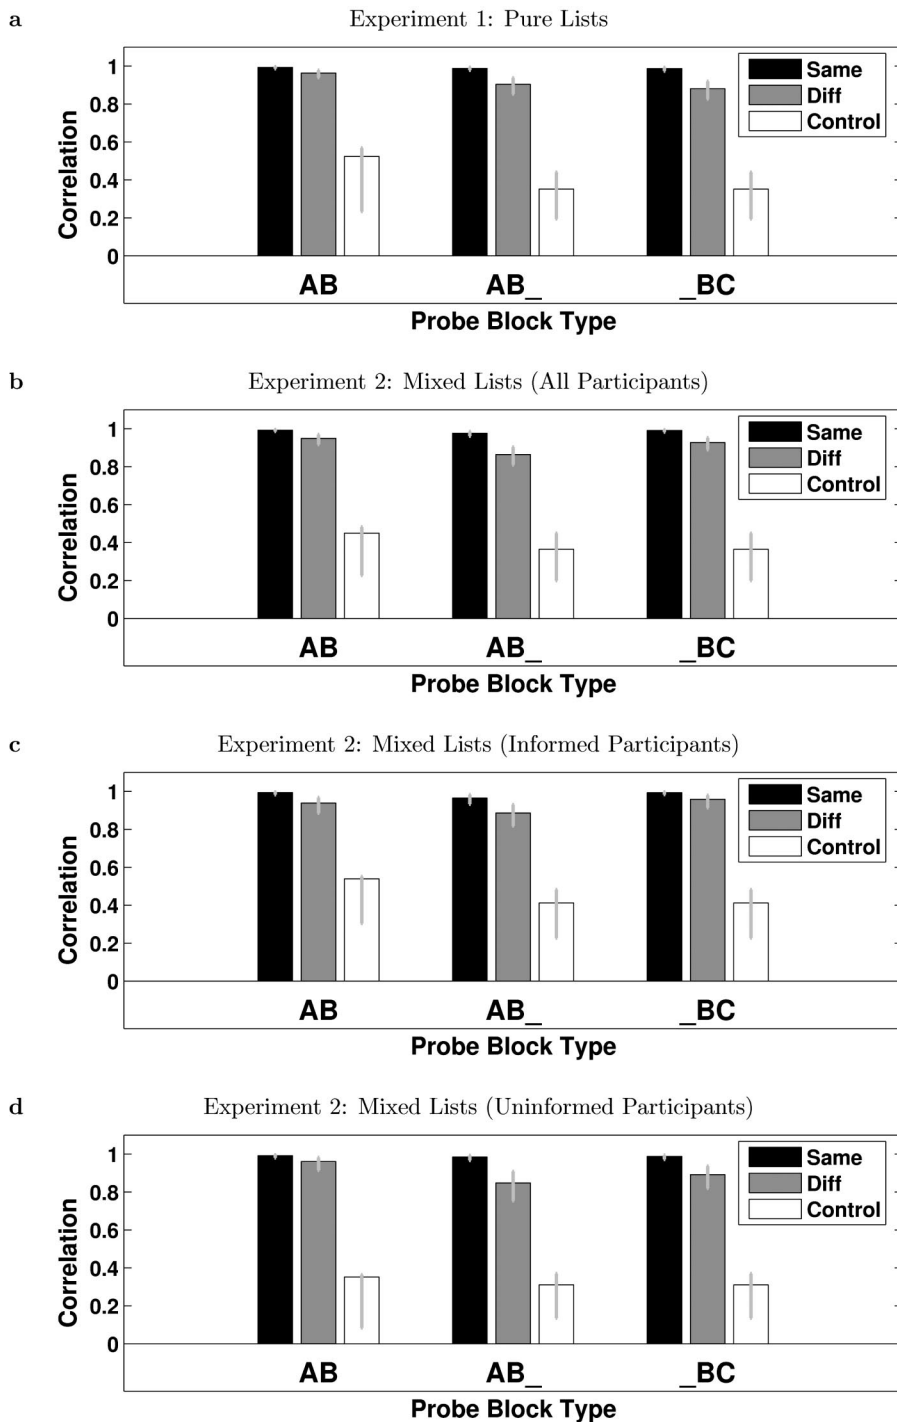 a
Experiment 1: Pure Lists
1
0.8
0.6
0.4
0.2
0
Correlation
Same
Diff
Control
AB
AB_
_BC
Probe Block Type
b
Experiment 2: Mixed Lists (All Participants)
1
0.8
0.6
0.4
0.2
0
Correlation
Same
Diff
Control
AB
AB_
_BC
Probe Block Type
c
Experiment 2: Mixed Lists (Informed Participants)
1
0.8
0.6
0.4
0.2
0
Correlation
Same
Diff
Control
AB
AB_
_BC
Probe Block Type
d
Experiment 2: Mixed Lists (Uninformed Participants)
1
0.8
0.6
0.4
0.2
0
Correlation
Same
Diff
Control
AB
AB_
_BC
Probe Block Type